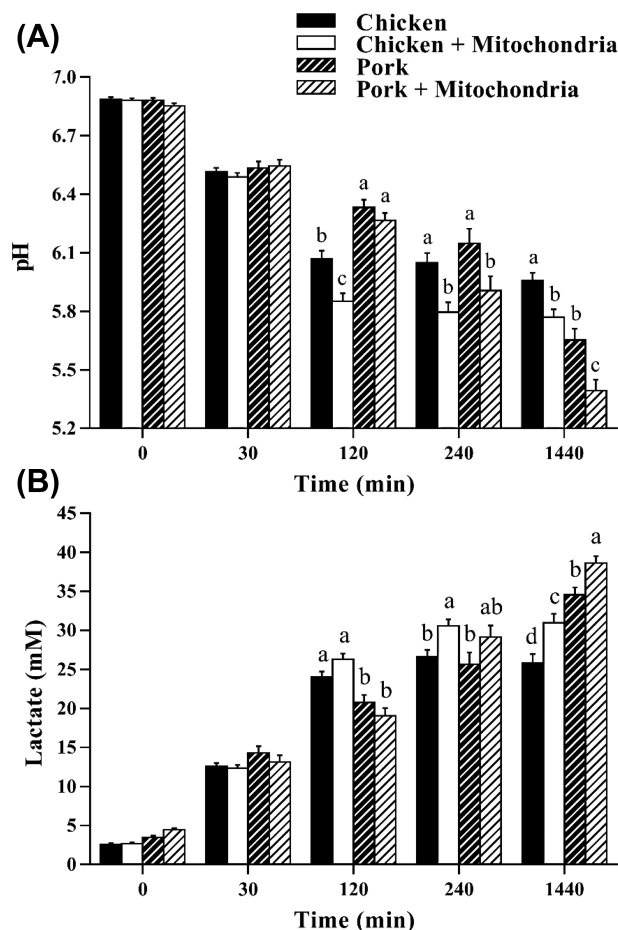 (A)
Chicken
Chicken + Mitochondria
Pork
Pork + Mitochondria
7.0
6.7
6.4
6.1
5.8
5.5
5.2
pH
b c a a
a b a b
a b b c
0 30 120 240 1440
Time (min)
(B)
45
40
35
30
25
20
15
10
5
0
Lactate (mM)
a a b b
b a b ab
d c b a
0 30 120 240 1440
Time (min)